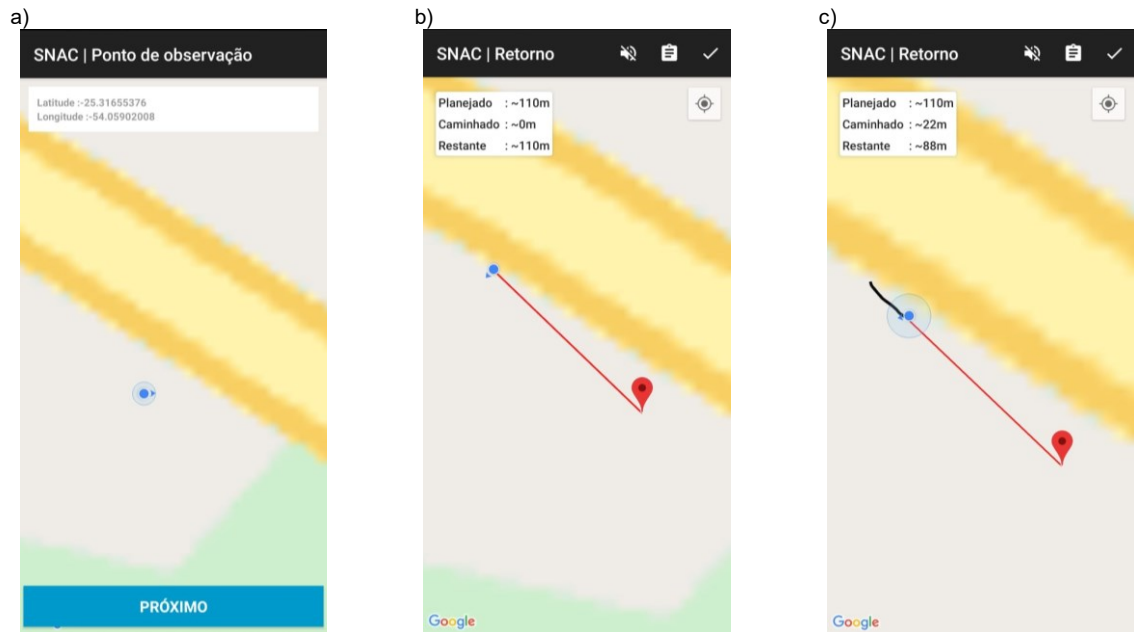 a)
SNAC | Ponto de observação
Latitude :-25.31655376
Longitude :-54.05902008
PRÓXIMO
b)
SNAC | Retorno
Planejado : ~110m
Caminhado : ~0m
Restante : ~110m
Google
c)
SNAC | Retorno
Planejado : ~110m
Caminhado : ~22m
Restante : ~88m
Google